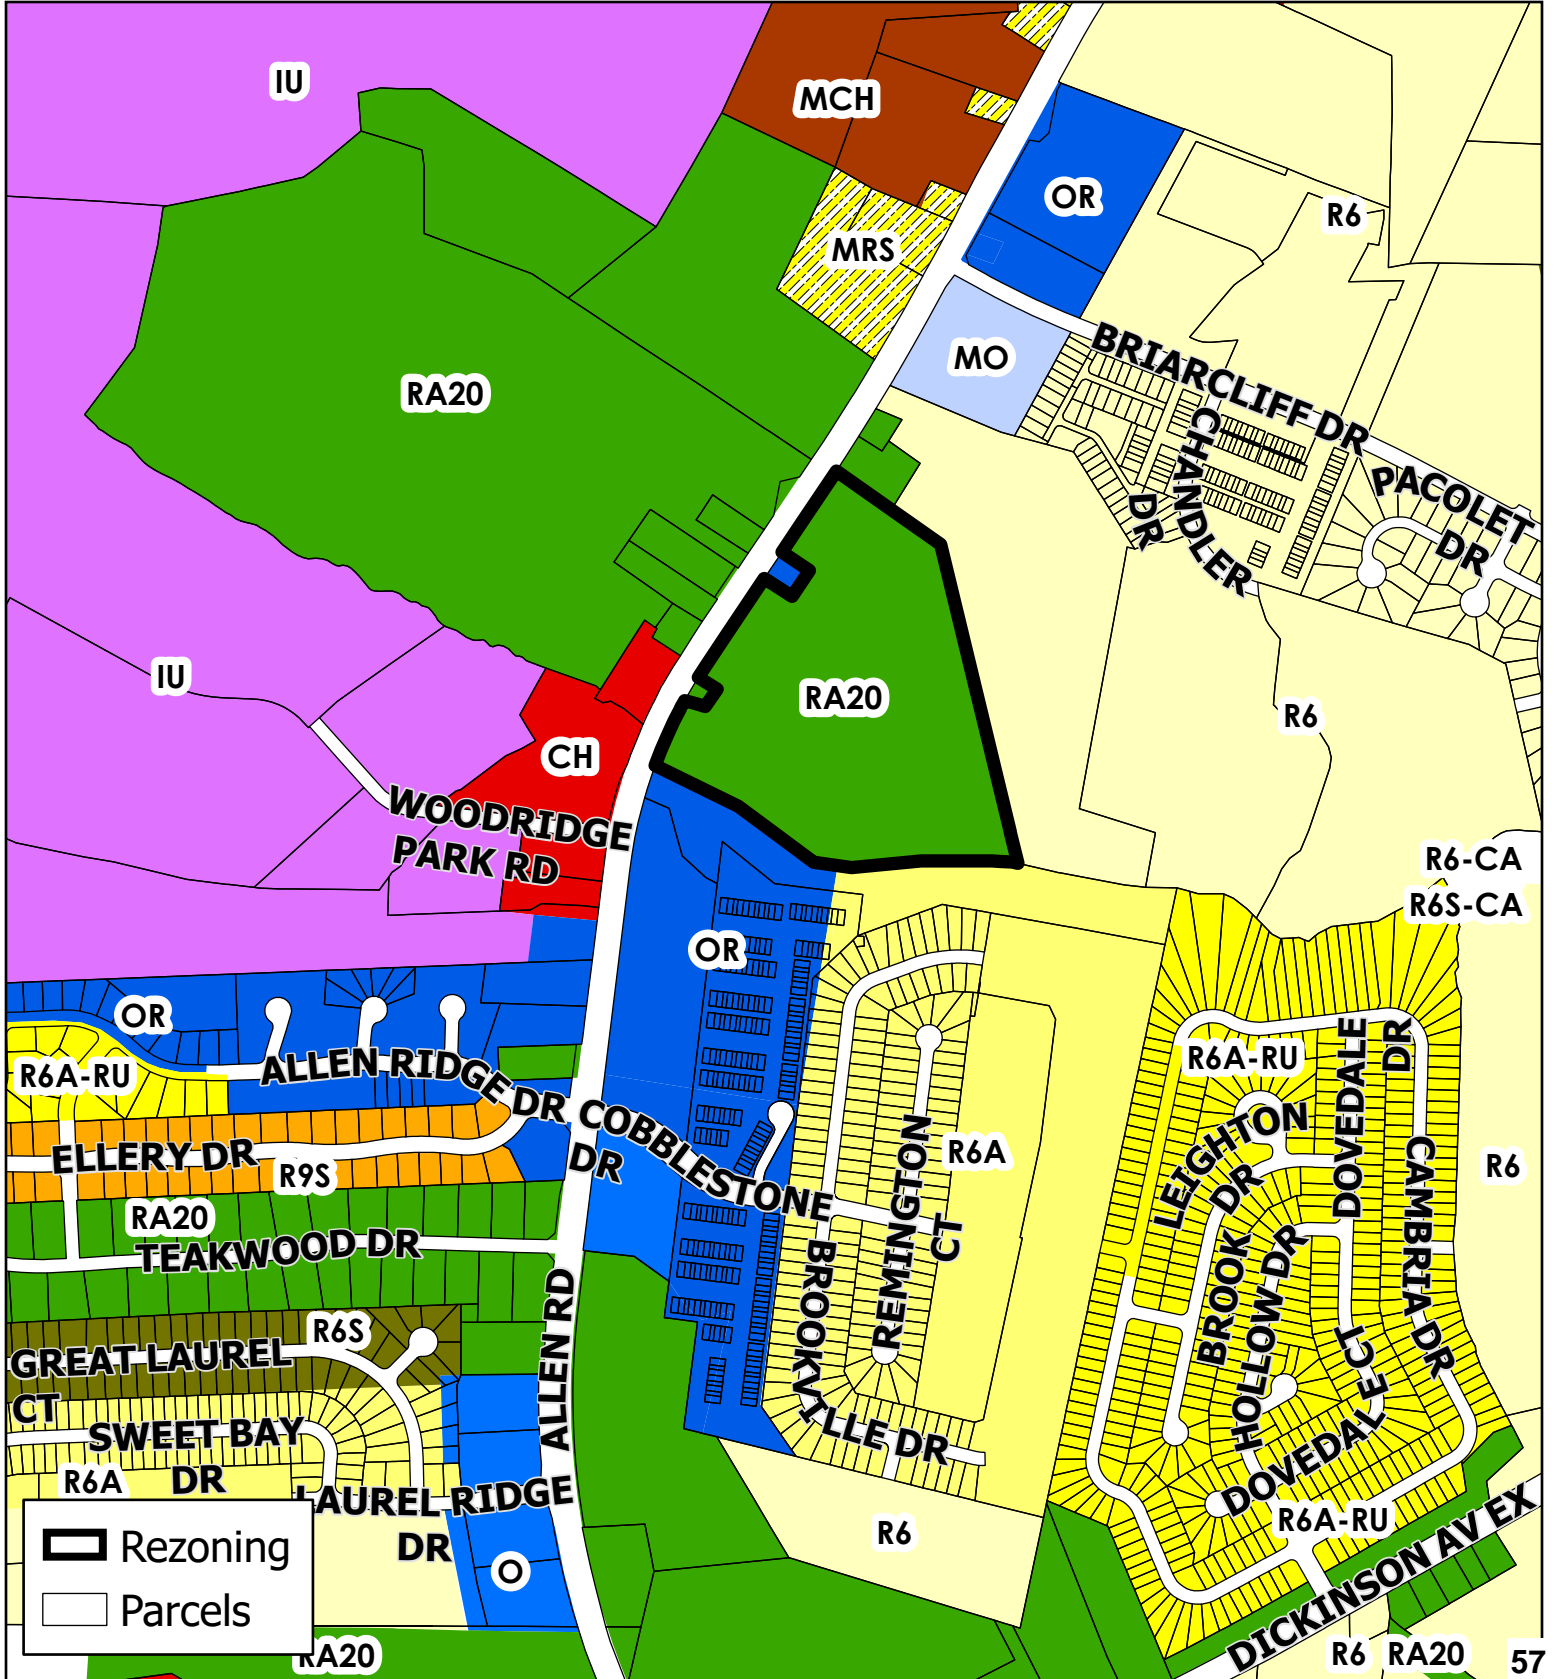 IU
MCH
OR
R6
MRS
MO
BRIARCLIFF DR
RA20
CHANDLER
DR
PACOLET
DR
IU
RA20
R6
CH
WOODRIDGE
PARK RD
R6-CA
R6S-CA
OR
OR
R6A-RU
ALLEN RIDGE DR
COBBLESTONE
DR
R6A-RU
DOVEDALE
DR
CAMBRIA DR
LEIGHTON
DR
ELLERY DR
R9S
R6A
R6
RA20
TEAKWOOD DR
REMINGTON
CT
BROOK
HOLLOW DR
BROOKVILLE DR
ALLEN RD
R6S
GREAT LAUREL
CT
DOVEDALE CT
SWEET BAY
DR
R6A
LAUREL RIDGE
DR
R6
R6A-RU
O
DICKINSON AV EX
Rezoning
Parcels
RA20
R6
RA20
57